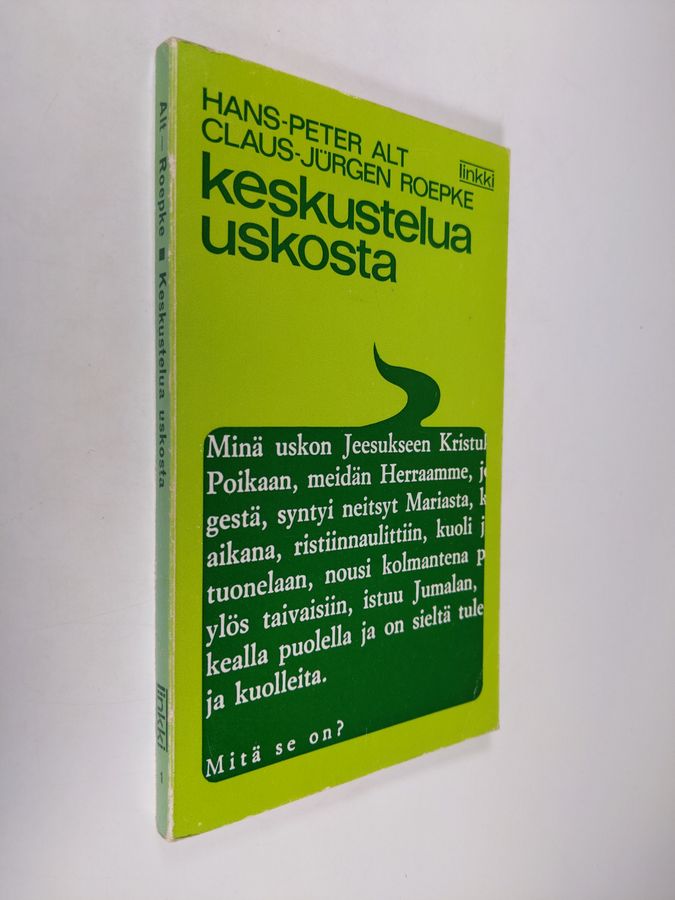 HANS-PETER ALT
CLAUS-JÜRGEN ROEPKE
linkki
keskustelua
uskosta
Minä uskon Jeesukseen Kristuk
Poikaan, meidän Herraamme, jo
gestä, syntyi neitsyt Mariasta, k
aikana, ristiinnaulittiin, kuoli j
tuonelaan, nousi kolmantena p
ylös taivaisiin, istuu Jumalan,
kealla puolella ja on sieltä tule
ja kuolleita.
Mitä se on?
Alt — Roepke ■ Keskustelua uskosta
linkki
1